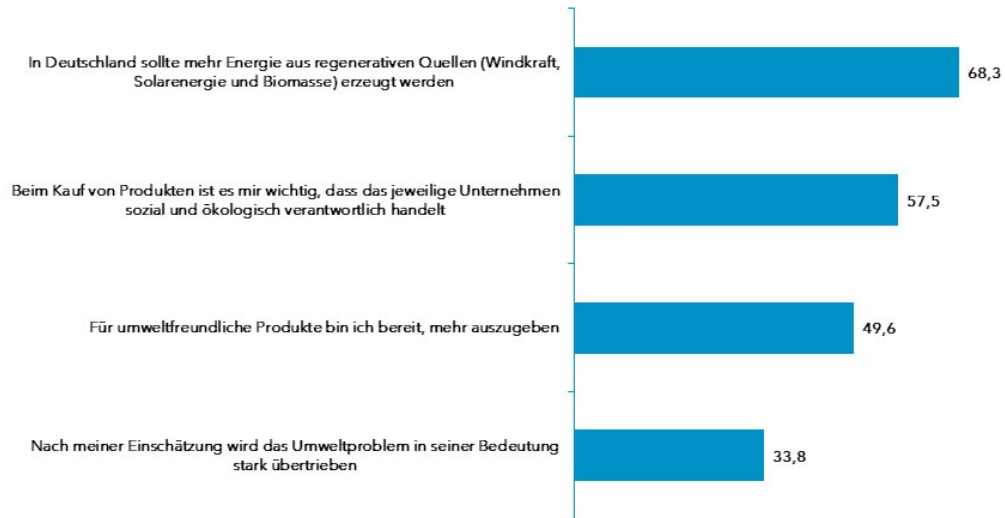 In Deutschland sollte mehr Energie aus regenerativen Quellen (Windkraft,
Solarenergie und Biomasse) erzeugt werden
68,3
Beim Kauf von Produkten ist es mir wichtig, dass das jeweilige Unternehmen
sozial und ökologisch verantwortlich handelt
57,5
Für umweltfreundliche Produkte bin ich bereit, mehr auszugeben
49,6
Nach meiner Einschätzung wird das Umweltproblem in seiner Bedeutung
stark übertrieben
33,8